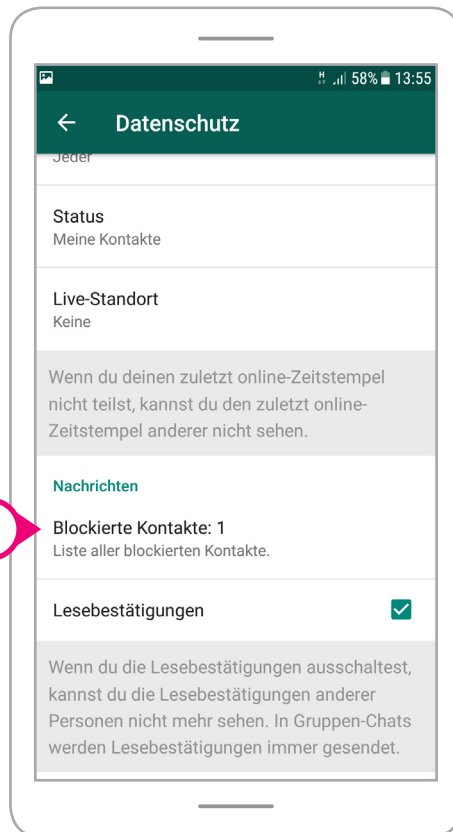 58% 13:55
Datenschutz
Jeder
Status
Meine Kontakte
Live-Standort
Keine
Wenn du deinen zuletzt online-Zeitstempel
nicht teilst, kannst du den zuletzt online-
Zeitstempel anderer nicht sehen.
Nachrichten
Blockierte Kontakte: 1
Liste aller blockierten Kontakte.
Lesebestätigungen
Wenn du die Lesebestätigungen ausschaltest,
kannst du die Lesebestätigungen anderer
Personen nicht mehr sehen. In Gruppen-Chats
werden Lesebestätigungen immer gesendet.